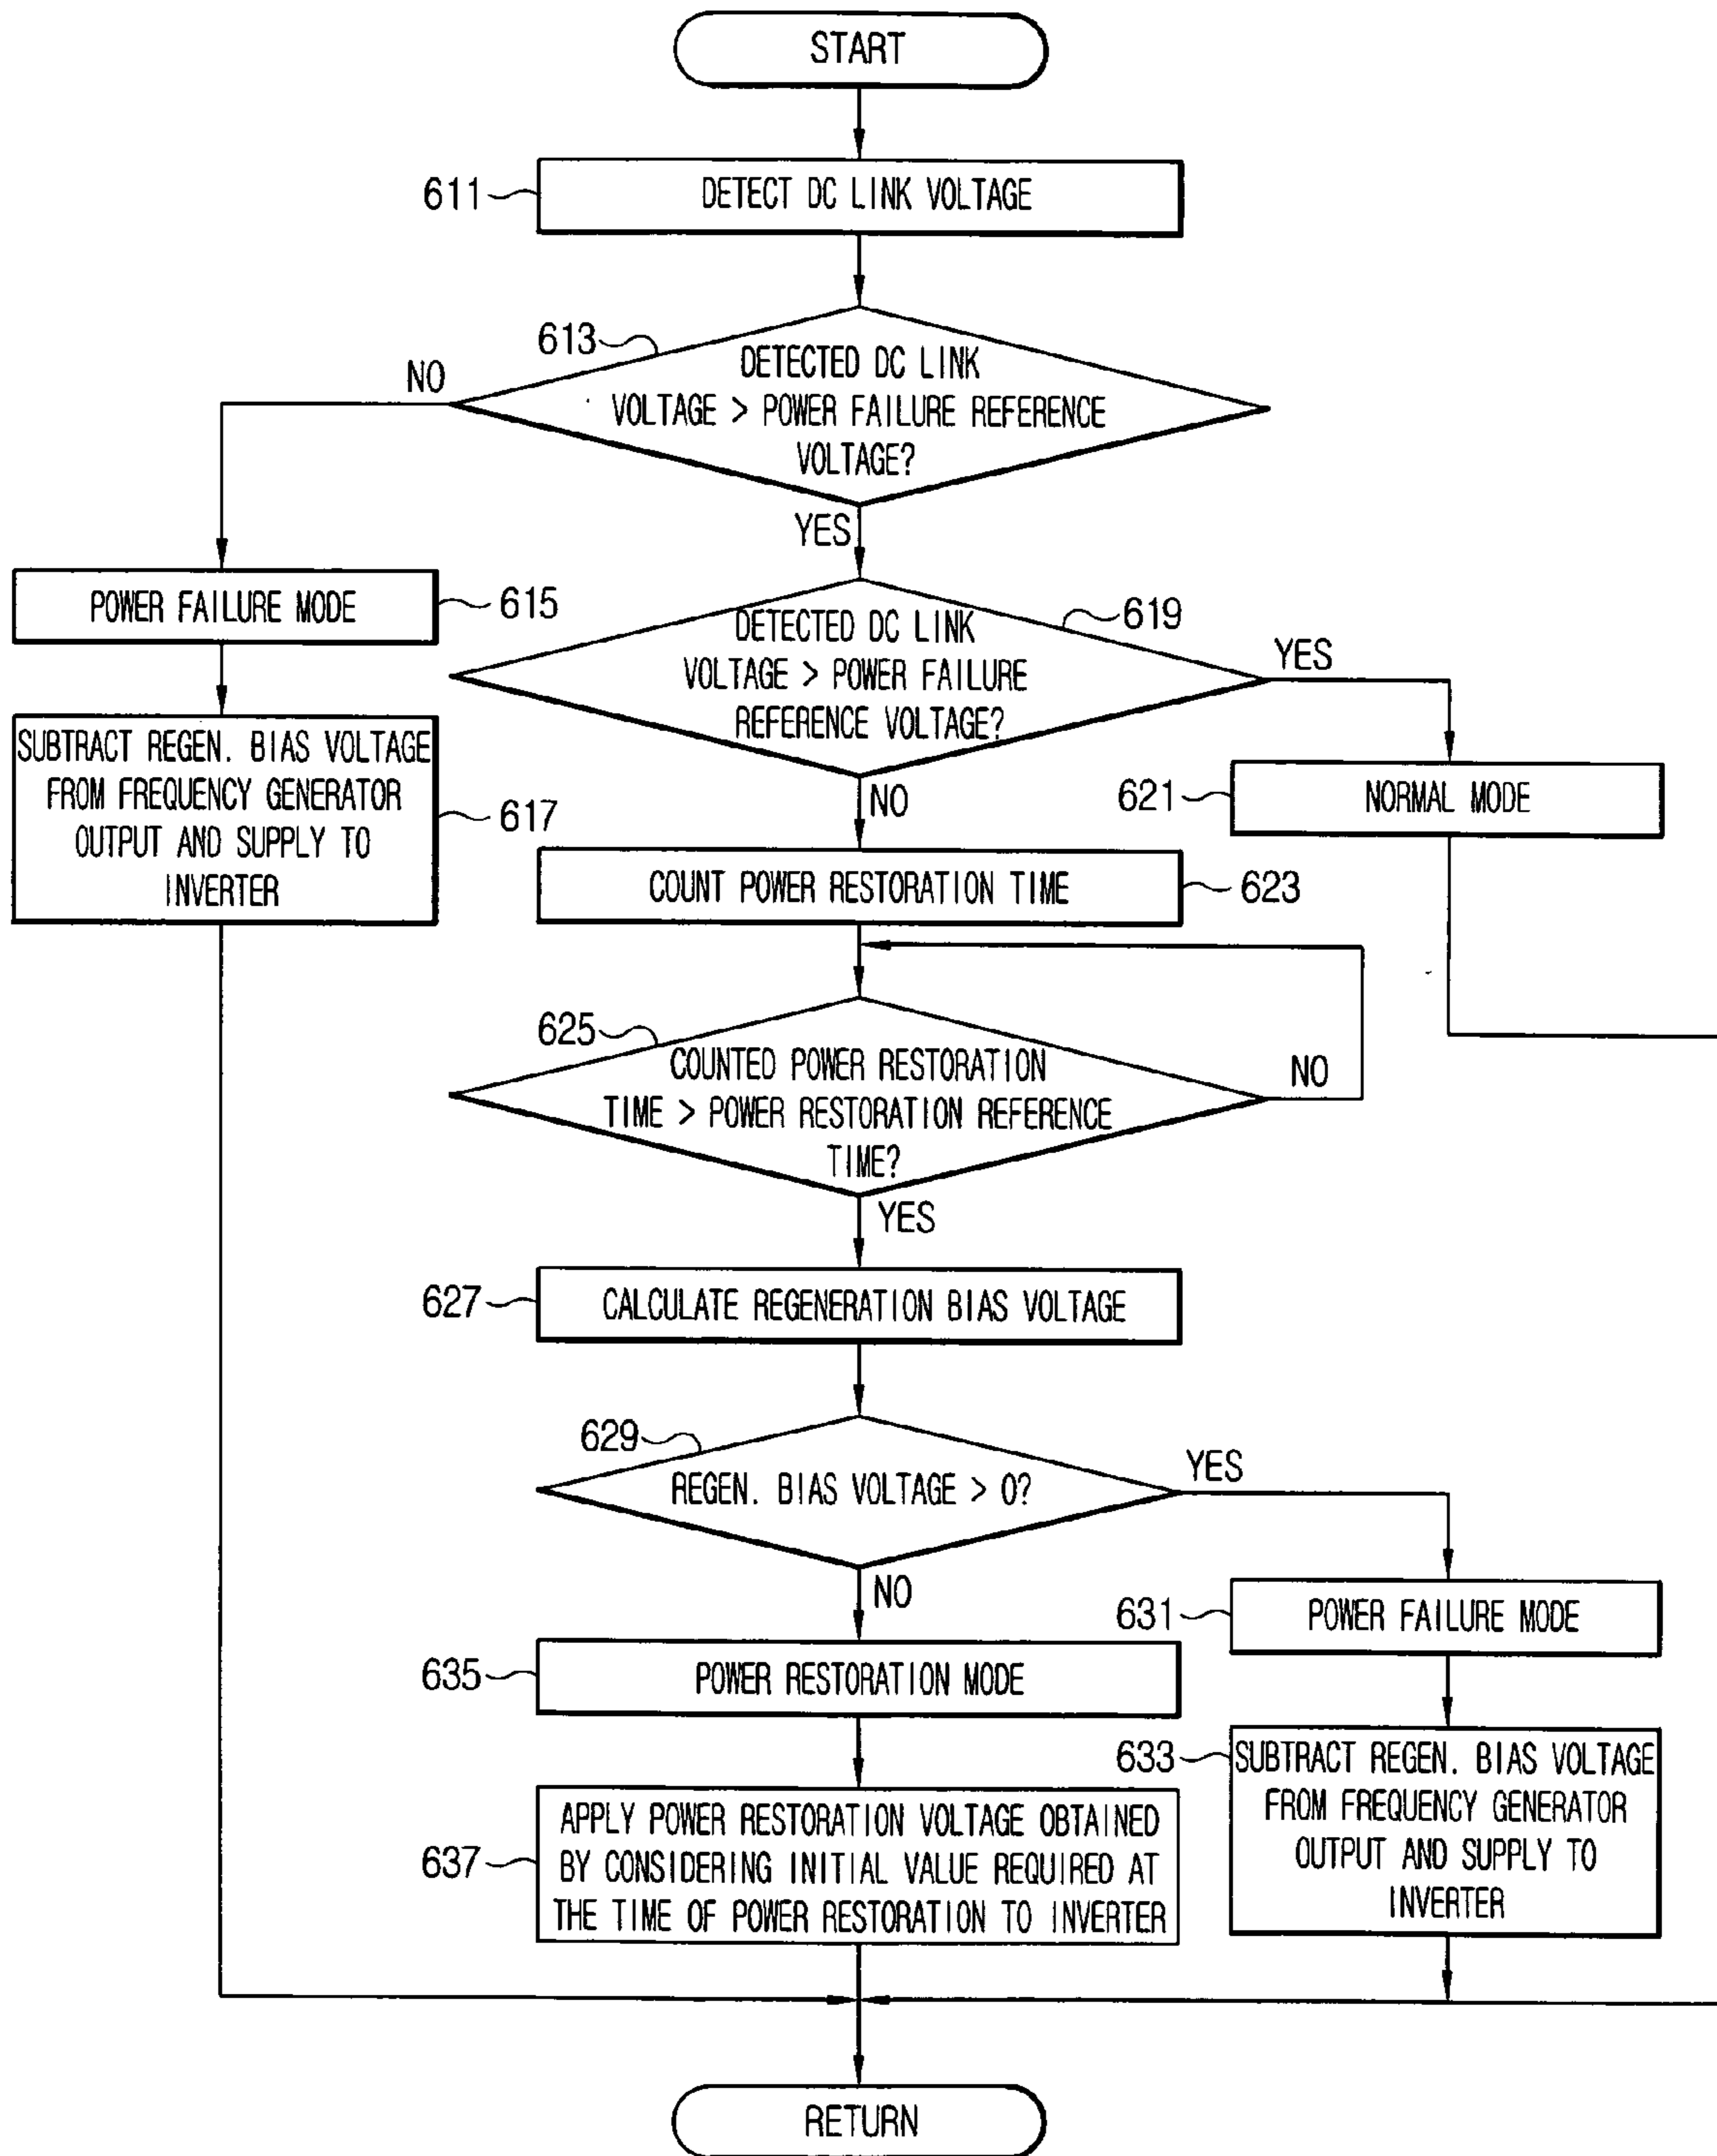 START
611
DETECT DC LINK VOLTAGE
613
DETECTED DC LINK
VOLTAGE > POWER FAILURE REFERENCE
VOLTAGE?
NO
YES
POWER FAILURE MODE
615
SUBTRACT REGEN. BIAS VOLTAGE
FROM FREQUENCY GENERATOR
OUTPUT AND SUPPLY TO
INVERTER
617
619
DETECTED DC LINK
VOLTAGE > POWER FAILURE
REFERENCE VOLTAGE?
YES
NO
621
NORMAL MODE
COUNT POWER RESTORATION TIME
623
625
COUNTED POWER RESTORATION
TIME > POWER RESTORATION REFERENCE
TIME?
NO
YES
627
CALCULATE REGENERATION BIAS VOLTAGE
629
REGEN. BIAS VOLTAGE > 0?
YES
NO
631
POWER FAILURE MODE
635
POWER RESTORATION MODE
633
SUBTRACT REGEN. BIAS VOLTAGE
FROM FREQUENCY GENERATOR
OUTPUT AND SUPPLY TO
INVERTER
637
APPLY POWER RESTORATION VOLTAGE OBTAINED
BY CONSIDERING INITIAL VALUE REQUIRED AT
THE TIME OF POWER RESTORATION TO INVERTER
RETURN